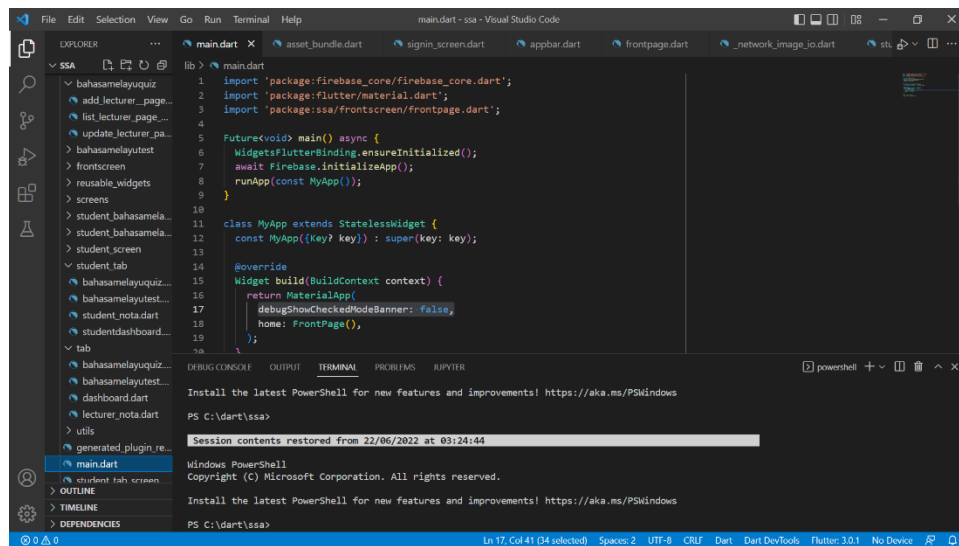 File Edit Selection View Go Run Terminal Help main.dart - ssa - Visual Studio Code
EXPLORER
SSA
bahasamelayuquiz
add_lecturer__page...
list_lecturer_page_...
update_lecturer_pa...
bahasamelayutest
frontscreen
reusable_widgets
screens
student_bahasamela...
student_bahasamela...
student_screen
student_tab
bahasamelayuquiz....
bahasamelayutest....
student_nota.dart
studentdashboard....
tab
bahasamelayuquiz....
bahasamelayutest....
dashboard.dart
lecturer_nota.dart
utils
generated_plugin_re...
main.dart
student_tab_screen
OUTLINE
TIMELINE
DEPENDENCIES
main.dart asset_bundle.dart signin_screen.dart appbar.dart frontpage.dart _network_image_io.dart stu
lib > main.dart
1 import 'package:firebase_core/firebase_core.dart';
2 import 'package:flutter/material.dart';
3 import 'package:ssa/frontscreen/frontpage.dart';
4
5 Future<void> main() async {
6 WidgetsFlutterBinding.ensureInitialized();
7 await Firebase.initializeApp();
8 runApp(const MyApp());
9 }
10
11 class MyApp extends StatelessWidget {
12 const MyApp({Key? key}) : super(key: key);
13
14 @override
15 Widget build(BuildContext context) {
16 return MaterialApp(
17 debugShowCheckedModeBanner: false,
18 home: FrontPage(),
19 );
20 }
DEBUG CONSOLE OUTPUT TERMINAL PROBLEMS JUPYTER powershell
Install the latest PowerShell for new features and improvements! https://aka.ms/PSWindows
PS C:\dart\ssa>
Session contents restored from 22/06/2022 at 03:24:44
Windows PowerShell
Copyright (C) Microsoft Corporation. All rights reserved.
Install the latest PowerShell for new features and improvements! https://aka.ms/PSWindows
PS C:\dart\ssa>
0 0 Ln 17, Col 41 (34 selected) Spaces: 2 UTF-8 CRLF Dart Dart DevTools Flutter: 3.0.1 No Device